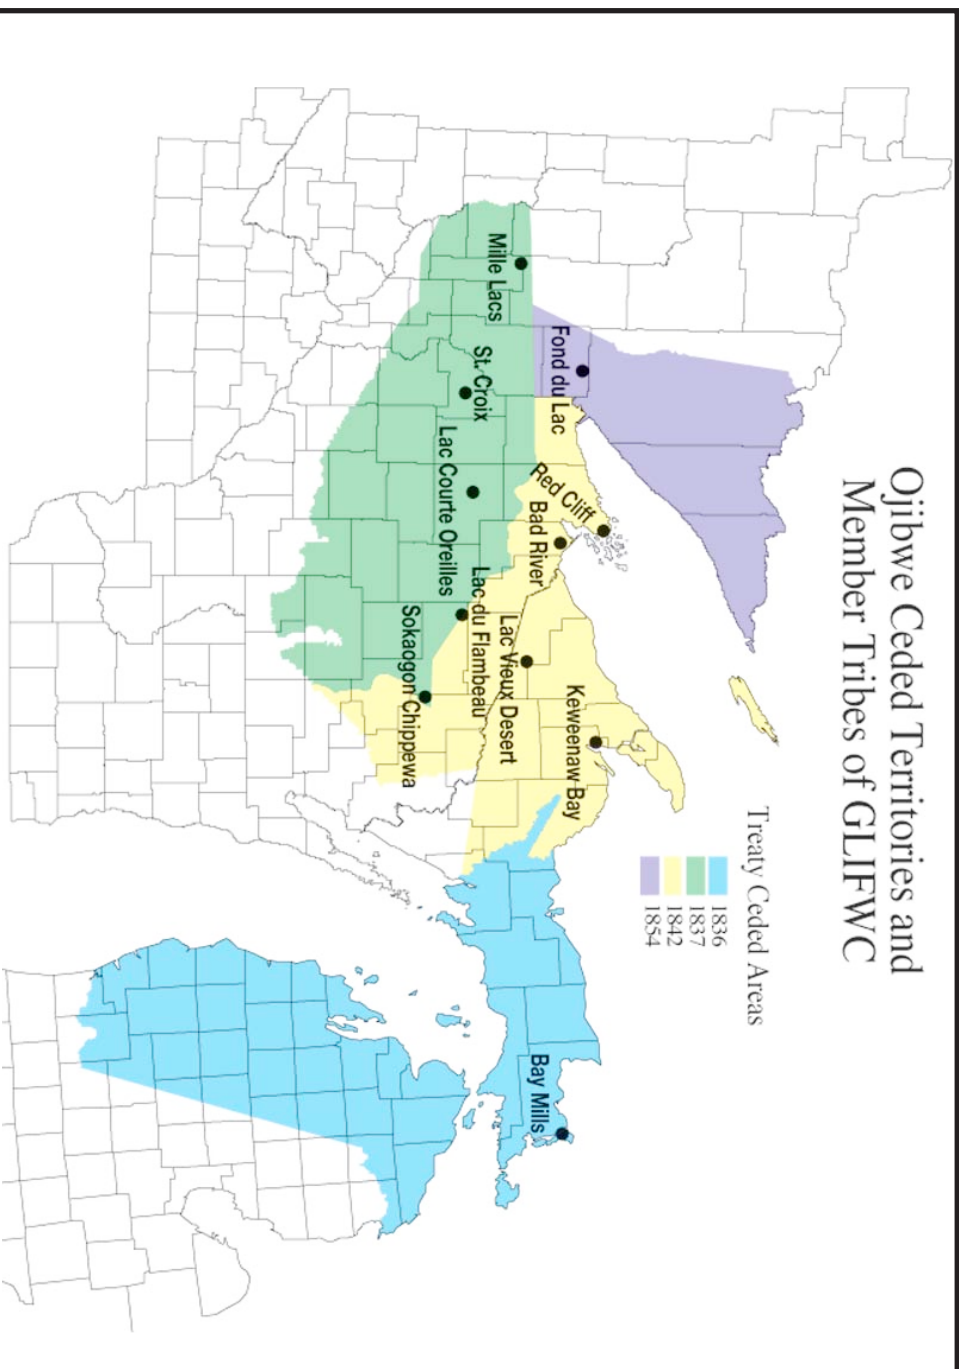 Ojibwe Ceded Territories and
Member Tribes of GLIFWC
Treaty Ceded Areas
1836
1837
1842
1854
Keweenaw Bay
Red Cliff
Fond du Lac
Bad River
Bay Mills
Lac Vieux Desert
Mille Lacs
St. Croix
Lac du Flambeau
Lac Courte Oreilles
Sokaogon Chippewa